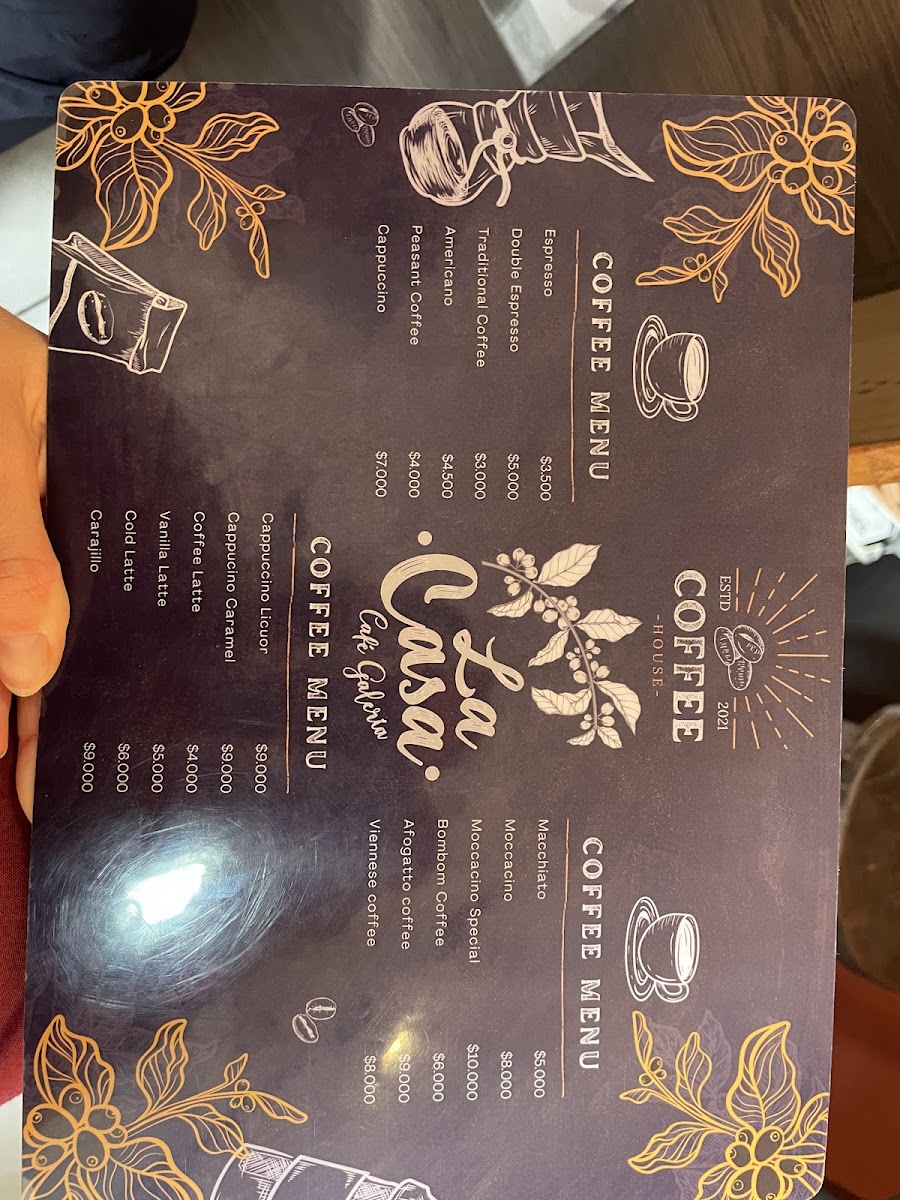 COFFEE MENU
Espresso $3.500
Double Espresso $5.000
Traditional Coffee $3.000
Americano $4.500
Peasant Coffee $4.000
Cappuccino $7.000
ESTD 2021
COFFEE
-HOUSE-
La
Casa
Café Galería
COFFEE MENU
Cappuccino Licuor $9.000
Cappucino Caramel $9.000
Coffee Latte $4.000
Vanilla Latte $5.000
Cold Latte $6.000
Carajillo $9.000
COFFEE MENU
Macchiato $5.000
Moccacino $8.000
Moccacino Special $10.000
Bombom Coffee $6.000
Afogatto coffee $9.000
Viennese coffee $8.000